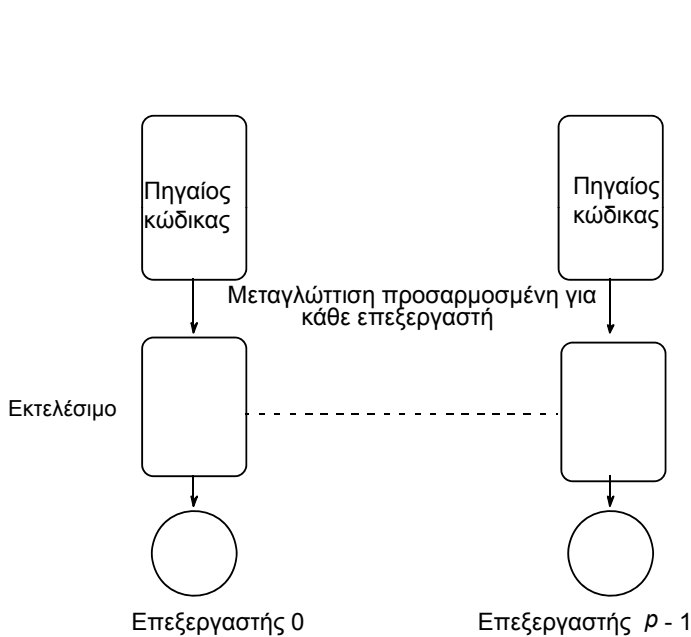 Πηγαίος
κώδικας
Πηγαίος
κώδικας
Μεταγλώττιση προσαρμοσμένη για
κάθε επεξεργαστή
Εκτελέσιμο
Επεξεργαστής 0
Επεξεργαστής p - 1